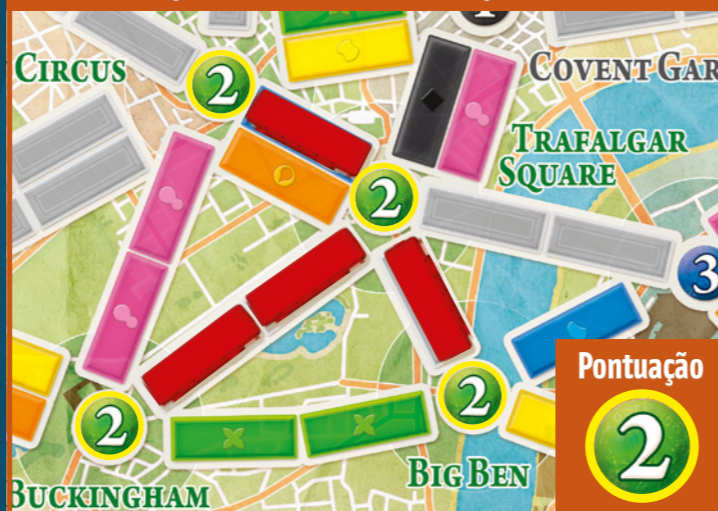 CIRCUS
2
COVENT GAR
TRAFALGAR
SQUARE
2
3
Pontuação
2
2
2
BIG BEN
BUCKINGHAM